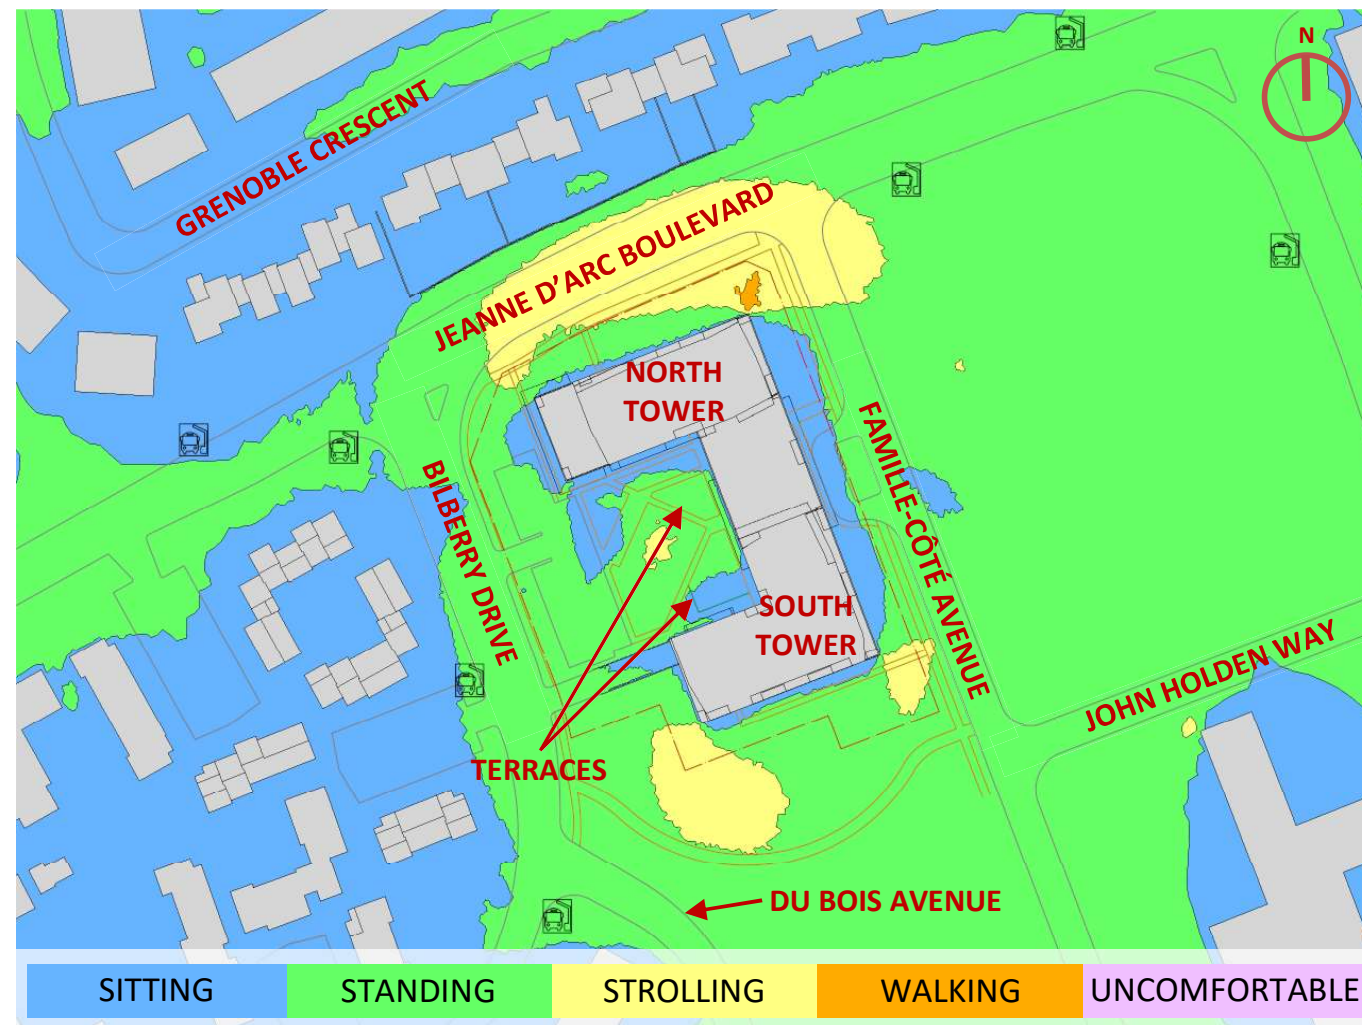 N
GRENOBLE CRESCENT
JEANNE D’ARC BOULEVARD
NORTH
TOWER
FAMILLE-CÔTÉ AVENUE
BILBERRY DRIVE
SOUTH
TOWER
JOHN HOLDEN WAY
TERRACES
DU BOIS AVENUE
SITTING
STANDING
STROLLING
WALKING
UNCOMFORTABLE